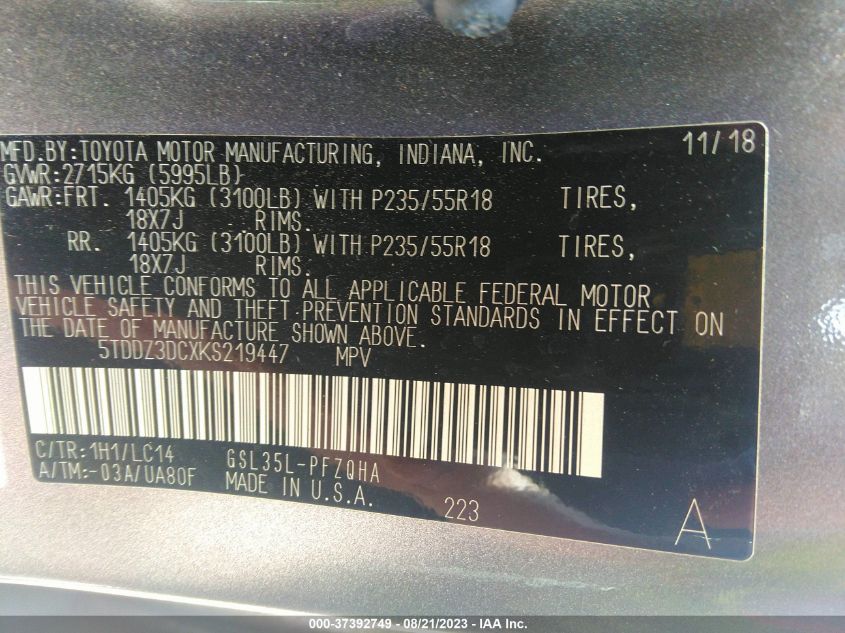 MFD.BY:TOYOTA MOTOR MANUFACTURING, INDIANA, INC. 11/18
GVWR:2715KG (5995LB)
GAWR:FRT. 1405KG (3100LB) WITH P235/55R18 TIRES,
18X7J RIMS.
RR. 1405KG (3100LB) WITH P235/55R18 TIRES,
18X7J RIMS.
THIS VEHICLE CONFORMS TO ALL APPLICABLE FEDERAL MOTOR
VEHICLE SAFETY AND THEFT PREVENTION STANDARDS IN EFFECT ON
THE DATE OF MANUFACTURE SHOWN ABOVE.
5TDDZ3DCXKS219447 MPV
C/TR:1H1/LC14 GSL35L-PFZQHA
A/TM:-03A/UA80F MADE IN U.S.A. 223 A
000-37392749 - 08/21/2023 - IAA Inc.